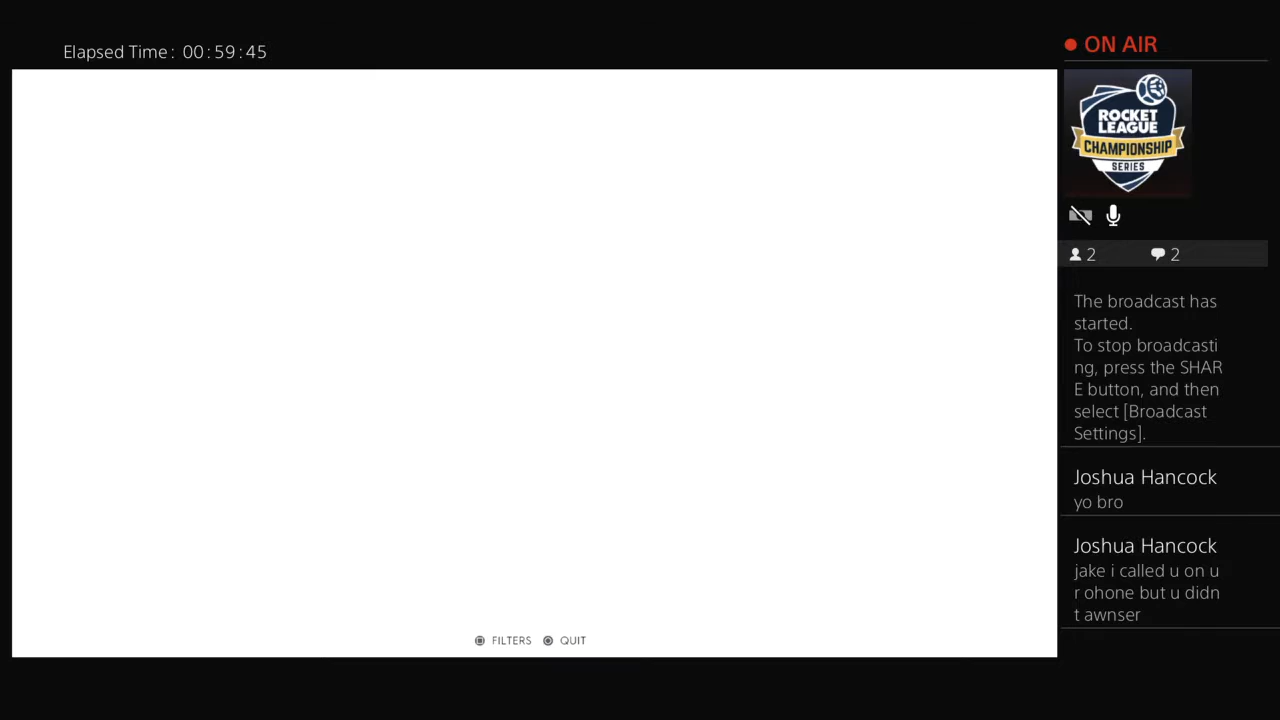 Elapsed Time: 00:59:45
ON AIR
ROCKET
LEAGUE
CHAMPIONSHIP
SERIES
2 2
The broadcast has
started.
To stop broadcasti
ng, press the SHAR
E button, and then
select [Broadcast
Settings].
Joshua Hancock
yo bro
Joshua Hancock
jake i called u on u
r ohone but u didn
t awnser
FILTERS QUIT